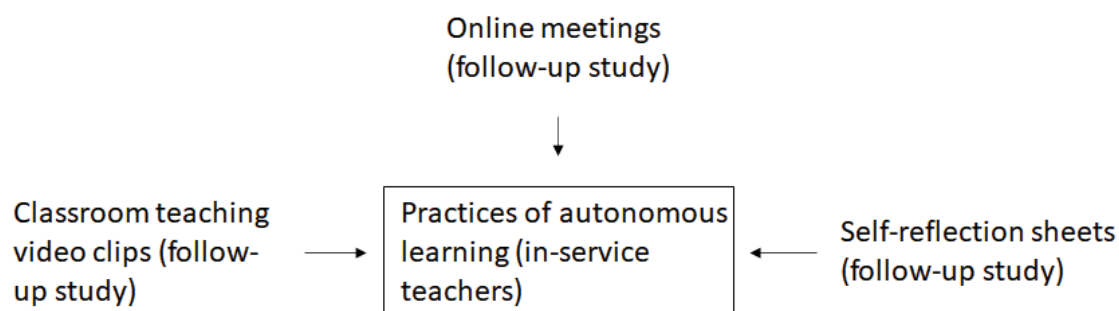 Online meetings
(follow-up study)
Classroom teaching
video clips (follow-
up study)
Practices of autonomous
learning (in-service
teachers)
Self-reflection sheets
(follow-up study)